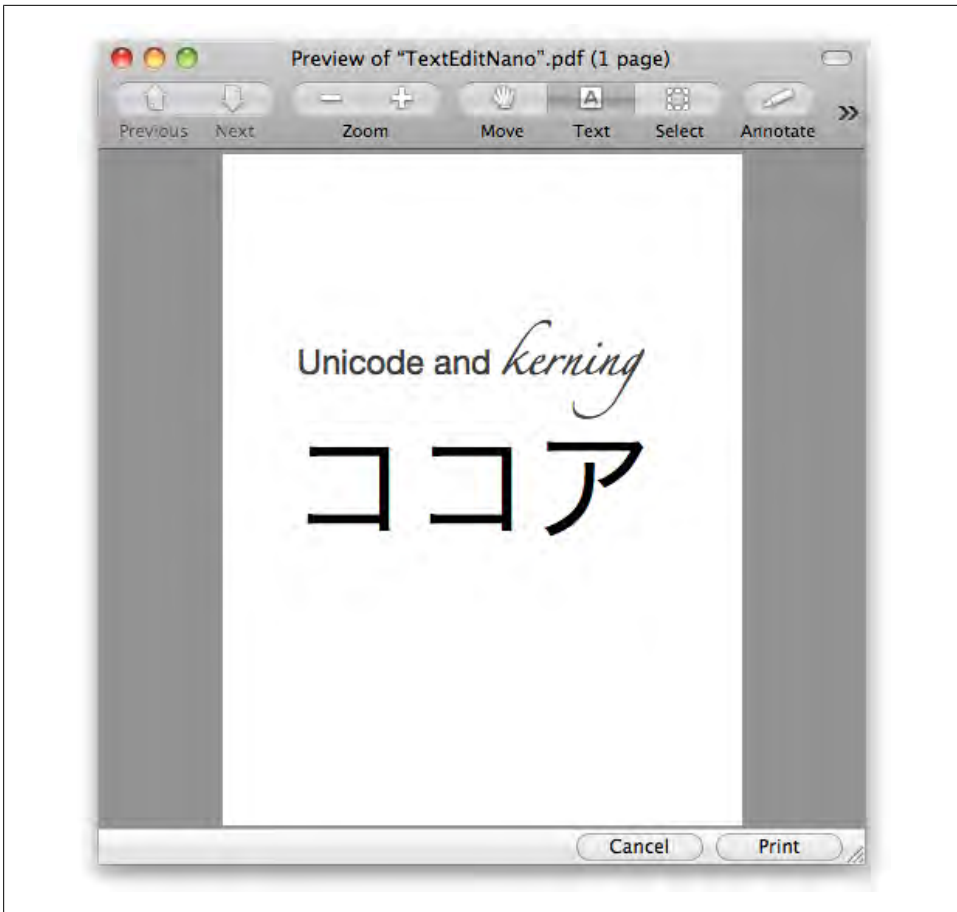 Preview of “TextEditNano”.pdf (1 page)
Previous Next Zoom Move Text Select Annotate »
Unicode and kerning
ココア
Cancel Print